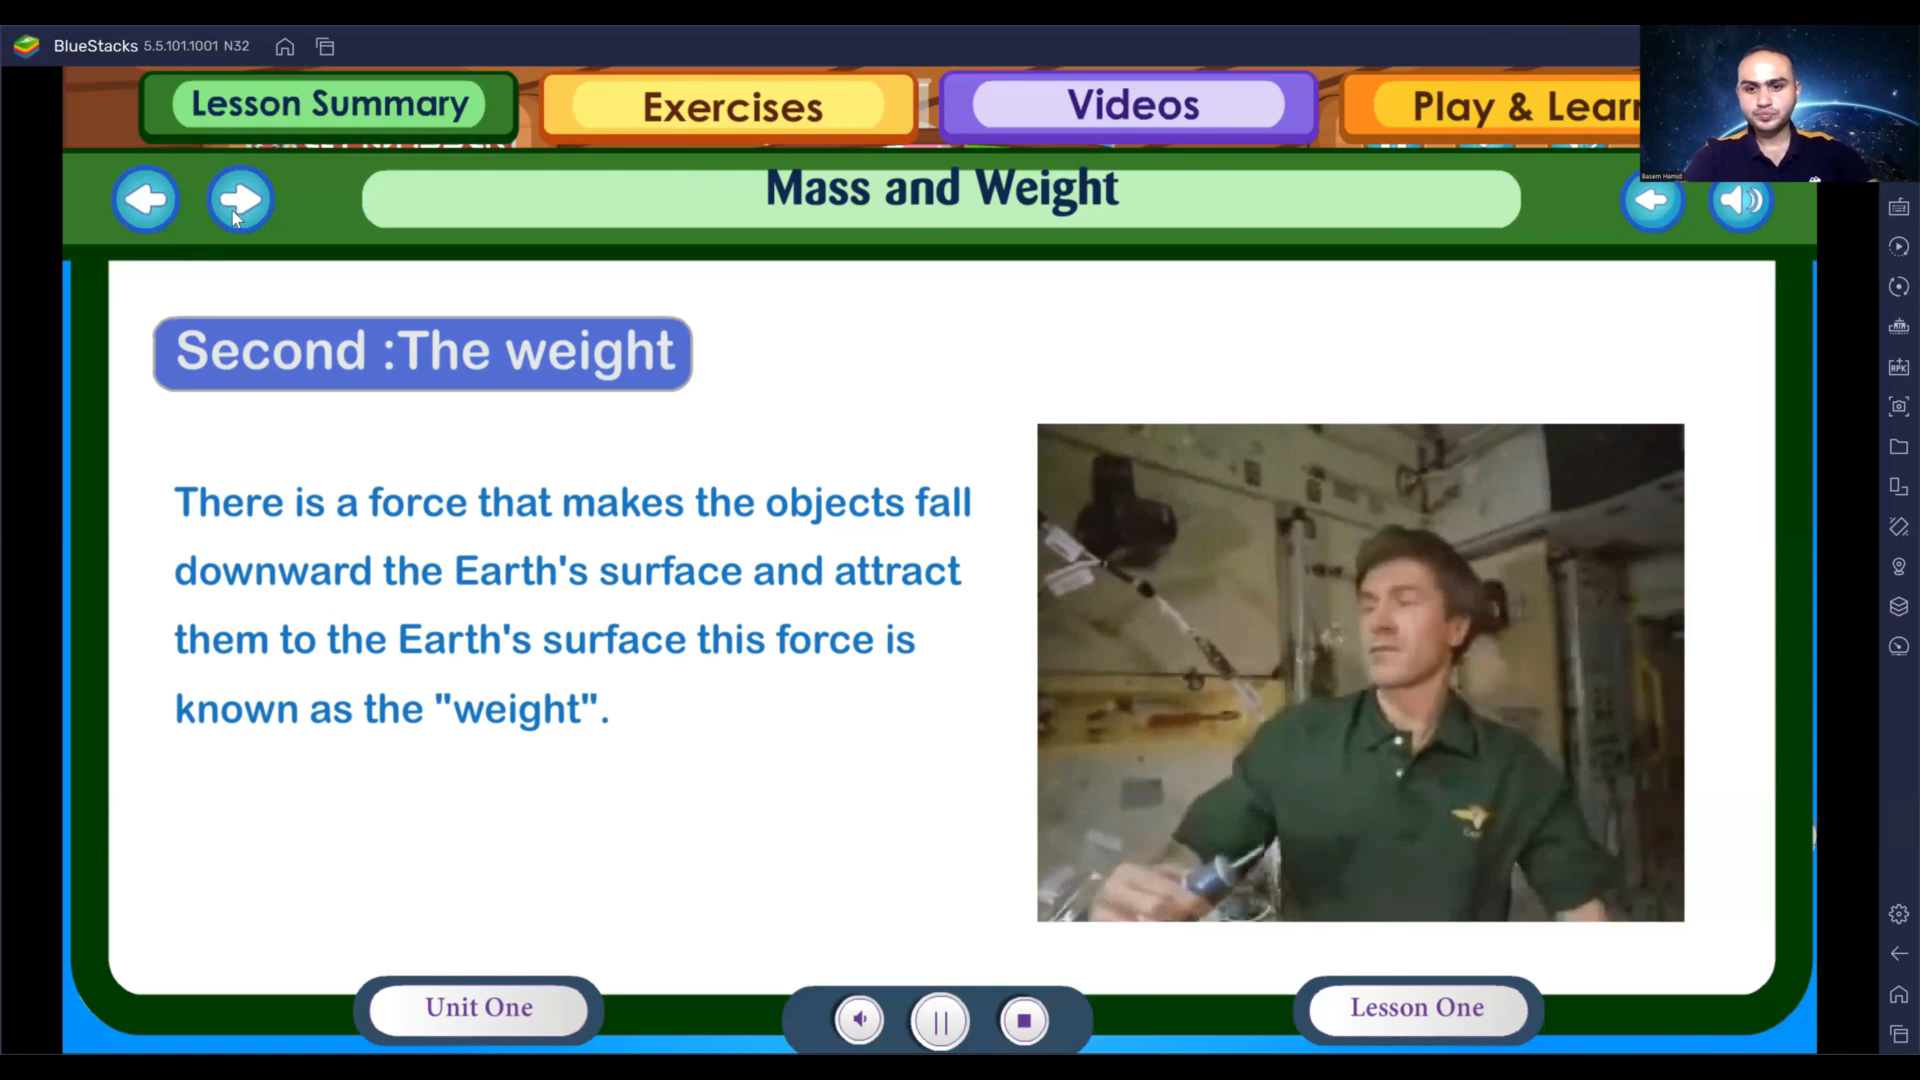 BlueStacks 5.5.101.1001 N32
Lesson Summary
Exercises
Videos
Play & Learn
Basem Hamid
Mass and Weight
Second :The weight
There is a force that makes the objects fall
downward the Earth's surface and attract
them to the Earth's surface this force is
known as the "weight".
Unit One
Lesson One